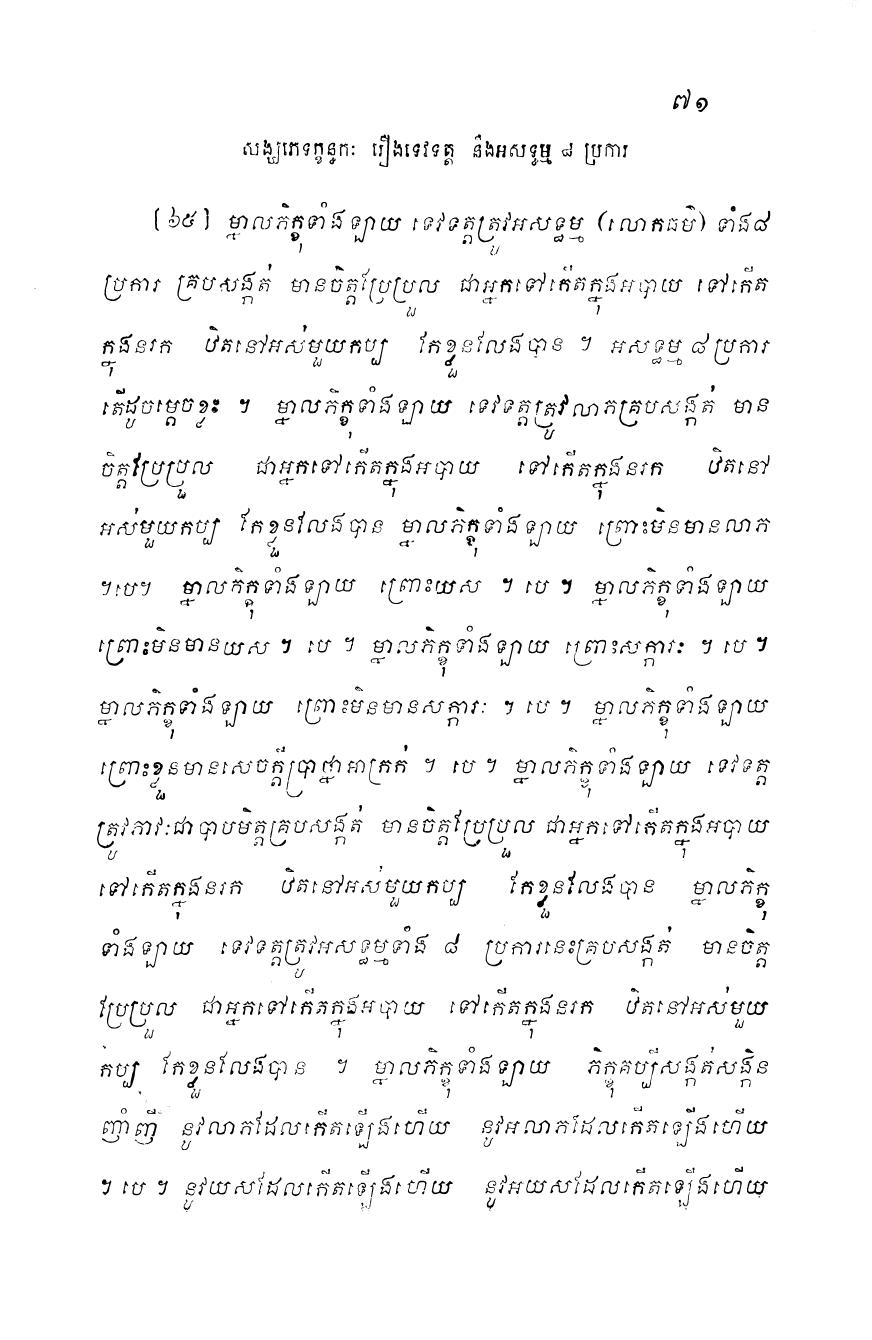 ៧១
សង្ឃភេទក្ខន្ធកៈ រឿងទេវទត្ត និងអសទ្ធម្ម ៨ ប្រការ
[៦៥] ម្នាលភិក្ខុទាំងឡាយ ទេវទត្តត្រូវអសទ្ធម្ម (លោកធម៌) ទាំង៨
ប្រការ គ្របសង្កត់ មានចិត្តប្រែប្រួល ជាអ្នកទៅកើតក្នុងអបាយ ទៅកើត
ក្នុងនរក ឋិតនៅអស់មួយកប្ប កែខ្លួនលែងបាន ។ អសទ្ធម្ម ៨ ប្រការ
តើដូចម្តេចខ្លះ ។ ម្នាលភិក្ខុទាំងឡាយ ទេវទត្តត្រូវលាភគ្របសង្កត់ មាន
ចិត្តប្រែប្រួល ជាអ្នកទៅកើតក្នុងអបាយ ទៅកើតក្នុងនរក ឋិតនៅ
អស់មួយកប្ប កែខ្លួនលែងបាន ម្នាលភិក្ខុទាំងឡាយ ព្រោះមិនមានលាភ
។បេ។ ម្នាលភិក្ខុទាំងឡាយ ព្រោះយស ។ បេ ។ ម្នាលភិក្ខុទាំងឡាយ
ព្រោះមិនមានយស ។ បេ ។ ម្នាលភិក្ខុទាំងឡាយ ព្រោះសក្ការៈ ។ បេ ។
ម្នាលភិក្ខុទាំងឡាយ ព្រោះមិនមានសក្ការៈ ។ បេ ។ ម្នាលភិក្ខុទាំងឡាយ
ព្រោះខ្លួនមានសេចក្តីប្រាថ្នាអាក្រក់ ។ បេ ។ ម្នាលភិក្ខុទាំងឡាយ ទេវទត្ត
ត្រូវភាវៈជាបាបមិត្តគ្របសង្កត់ មានចិត្តប្រែប្រួល ជាអ្នកទៅកើតក្នុងអបាយ
ទៅកើតក្នុងនរក ឋិតនៅអស់មួយកប្ប កែខ្លួនលែងបាន ម្នាលភិក្ខុ
ទាំងឡាយ ទេវទត្តត្រូវអសទ្ធម្មទាំង ៨ ប្រការនេះគ្របសង្កត់ មានចិត្ត
ប្រែប្រួល ជាអ្នកទៅកើតក្នុងអបាយ ទៅកើតក្នុងនរក ឋិតនៅអស់មួយ
កប្ប កែខ្លួនលែងបាន ។ ម្នាលភិក្ខុទាំងឡាយ ភិក្ខុគប្បីសង្កត់សង្កិន
ញាំញី នូវលាភដែលកើតឡើងហើយ នូវអលាភដែលកើតឡើងហើយ
។ បេ ។ នូវយសដែលកើតឡើងហើយ នូវអយសដែលកើតឡើងហើយ